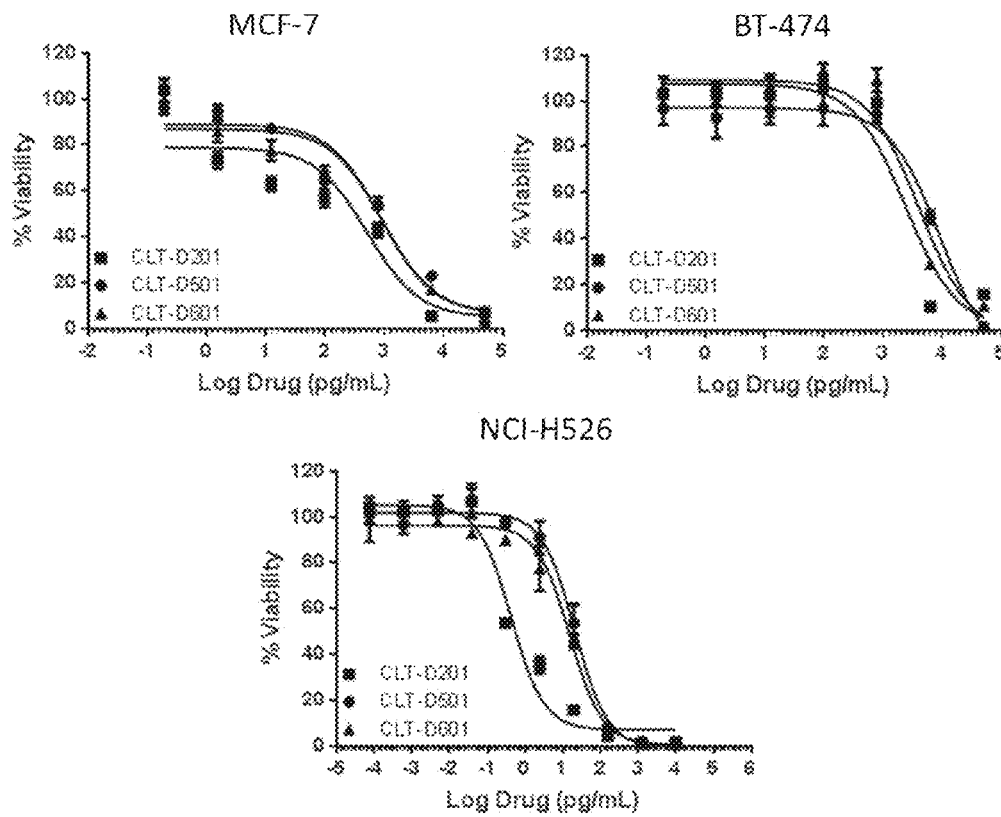 MCF-7
120
100
80
60
40
20
0
% Viability
CLT-D201
CLT-D501
CLT-D601
-2 -1 0 1 2 3 4 5
Log Drug (pg/mL)
BT-474
120
100
80
60
40
20
0
% Viability
CLT-D201
CLT-D501
CLT-D601
-2 -1 0 1 2 3 4 5
Log Drug (pg/mL)
NCI-H526
120
100
80
60
40
20
0
% Viability
CLT-D201
CLT-D501
CLT-D601
-5 -4 -3 -2 -1 0 1 2 3 4 5 6
Log Drug (pg/mL)